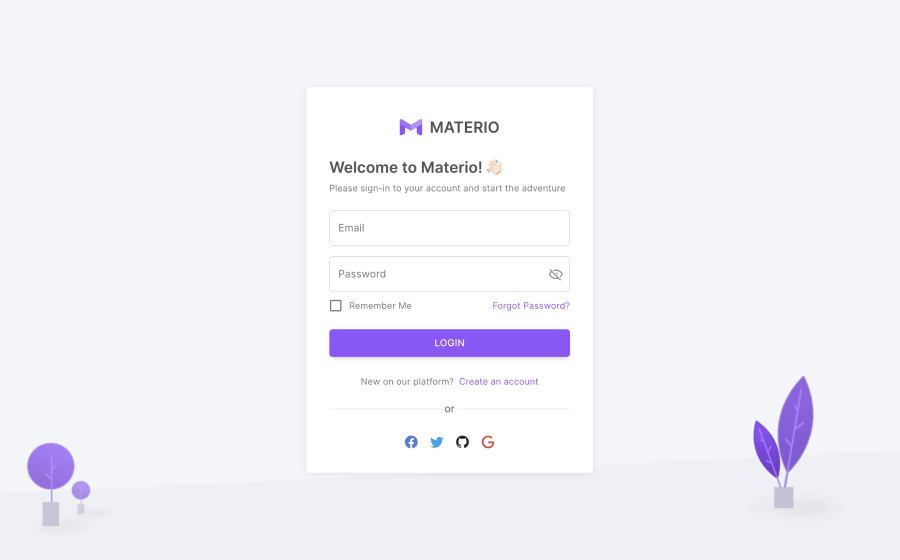 MATERIO
Welcome to Materio! 👋🏻
Please sign-in to your account and start the adventure
Email
Password
Remember Me Forgot Password?
LOGIN
New on our platform? Create an account
or